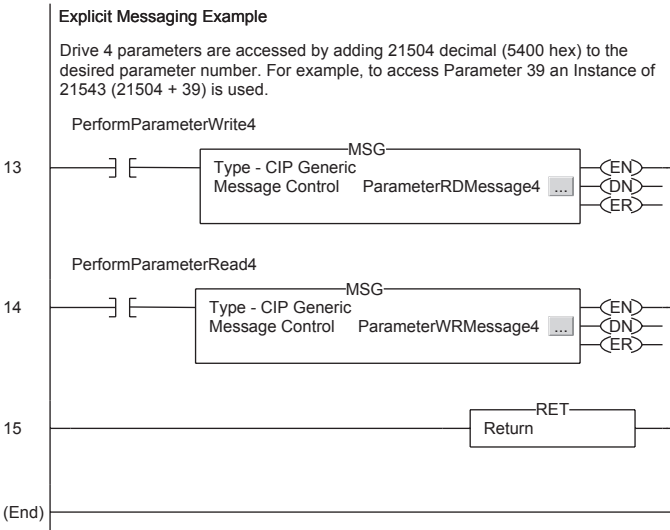 Explicit Messaging Example
Drive 4 parameters are accessed by adding 21504 decimal (5400 hex) to the
desired parameter number. For example, to access Parameter 39 an Instance of
21543 (21504 + 39) is used.
PerformParameterWrite4
13
MSG
Type - CIP Generic
Message Control ParameterRDMessage4 ...
EN
DN
ER
PerformParameterRead4
14
MSG
Type - CIP Generic
Message Control ParameterWRMessage4 ...
EN
DN
ER
15
RET
Return
(End)